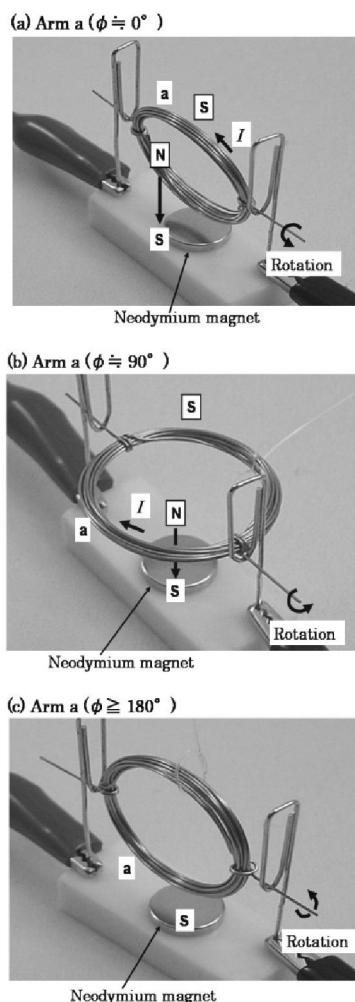 (a) Arm a (ϕ≒0°)
a
S
I
N
S
Rotation
Neodymium magnet
(b) Arm a (ϕ≒90°)
S
I
N
a
S
Rotation
Neodymium magnet
(c) Arm a (ϕ≧180°)
a
S
Rotation
Neodymium magnet